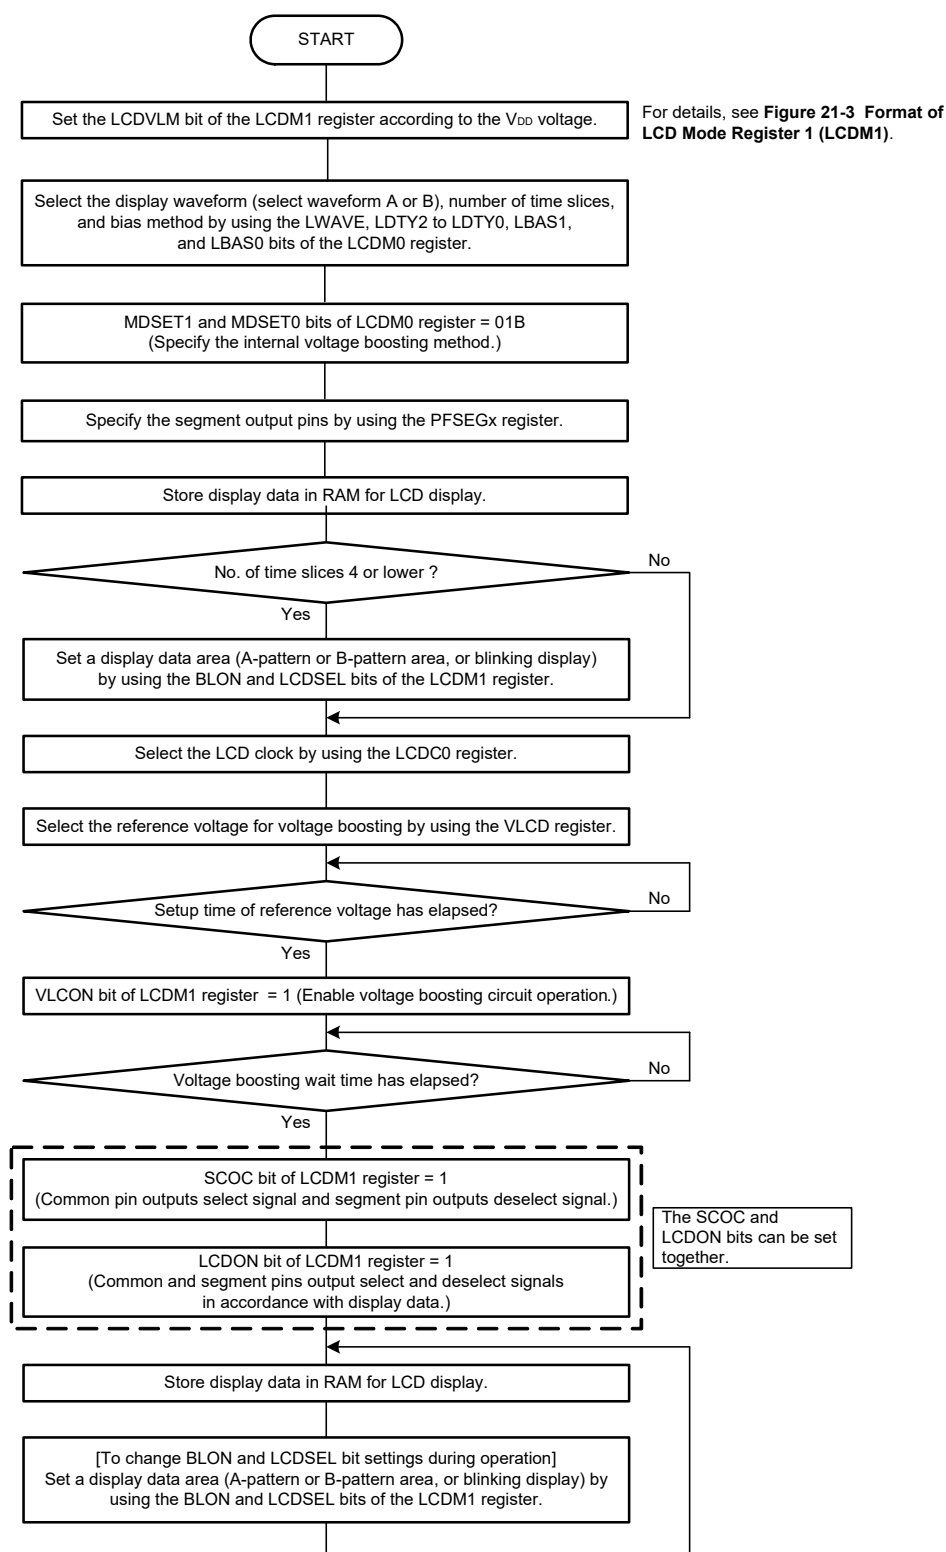 START
Set the LCDVLM bit of the LCDM1 register according to the VDD voltage.
For details, see Figure 21-3 Format of
LCD Mode Register 1 (LCDM1).
Select the display waveform (select waveform A or B), number of time slices,
and bias method by using the LWAVE, LDTY2 to LDTY0, LBAS1,
and LBAS0 bits of the LCDM0 register.
MDSET1 and MDSET0 bits of LCDM0 register = 01B
(Specify the internal voltage boosting method.)
Specify the segment output pins by using the PFSEGx register.
Store display data in RAM for LCD display.
No. of time slices 4 or lower ?
No
Yes
Set a display data area (A-pattern or B-pattern area, or blinking display)
by using the BLON and LCDSEL bits of the LCDM1 register.
Select the LCD clock by using the LCDC0 register.
Select the reference voltage for voltage boosting by using the VLCD register.
Setup time of reference voltage has elapsed?
No
Yes
VLCON bit of LCDM1 register = 1 (Enable voltage boosting circuit operation.)
Voltage boosting wait time has elapsed?
No
Yes
SCOC bit of LCDM1 register = 1
(Common pin outputs select signal and segment pin outputs deselect signal.)
The SCOC and
LCDON bits can be set
together.
LCDON bit of LCDM1 register = 1
(Common and segment pins output select and deselect signals
in accordance with display data.)
Store display data in RAM for LCD display.
[To change BLON and LCDSEL bit settings during operation]
Set a display data area (A-pattern or B-pattern area, or blinking display) by
using the BLON and LCDSEL bits of the LCDM1 register.